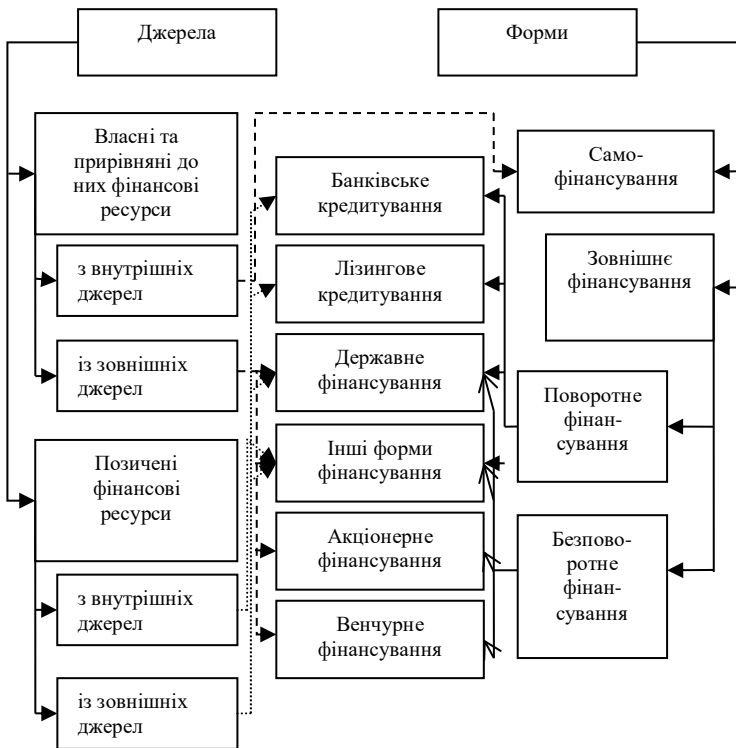 Джерела
Форми
Власні та
прирівняні до
них фінансові
ресурси
з внутрішніх
джерел
із зовнішніх
джерел
Позичені
фінансові
ресурси
з внутрішніх
джерел
із зовнішніх
джерел
Банківське
кредитування
Лізингове
кредитування
Державне
фінансування
Інші форми
фінансування
Акціонерне
фінансування
Венчурне
фінансування
Само-
фінансування
Зовнішнє
фінансування
Поворотне
фінан-
сування
Безпово-
ротне
фінан-
сування